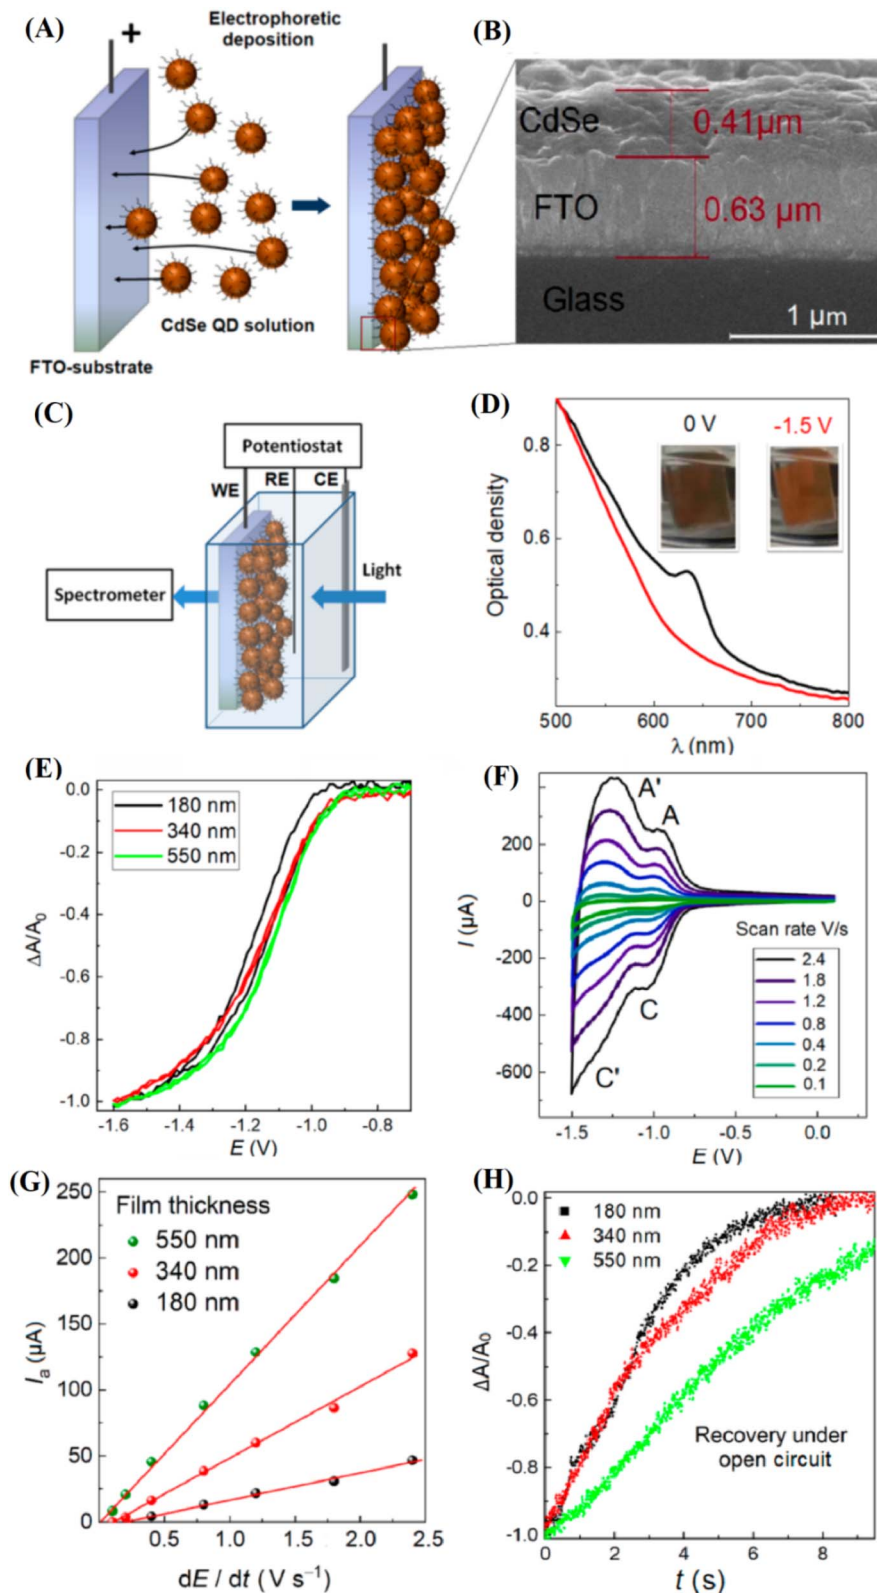 (A)
+
Electrophoretic
deposition
CdSe QD solution
FTO-substrate
(B)
CdSe
0.41µm
FTO
0.63 µm
Glass
1 µm
(C)
Potentiostat
WE
RE
CE
Light
Spectrometer
(D)
0 V
-1.5 V
Optical density
0.8
0.6
0.4
500
600
700
800
λ (nm)
(E)
180 nm
340 nm
550 nm
ΔA/A₀
0.0
-0.2
-0.4
-0.6
-0.8
-1.0
-1.6
-1.4
-1.2
-1.0
-0.8
E (V)
(F)
A'
A
C
C'
I (µA)
200
0
-200
-400
-600
Scan rate V/s
2.4
1.8
1.2
0.8
0.4
0.2
0.1
-1.5
-1.0
-0.5
0.0
E (V)
(G)
Film thickness
550 nm
340 nm
180 nm
Iₐ (µA)
250
200
150
100
50
0
0.5
1.0
1.5
2.0
2.5
dE / dt (V s⁻¹)
(H)
180 nm
340 nm
550 nm
ΔA/A₀
0.0
-0.2
-0.4
-0.6
-0.8
-1.0
Recovery under
open circuit
0
2
4
6
8
t (s)